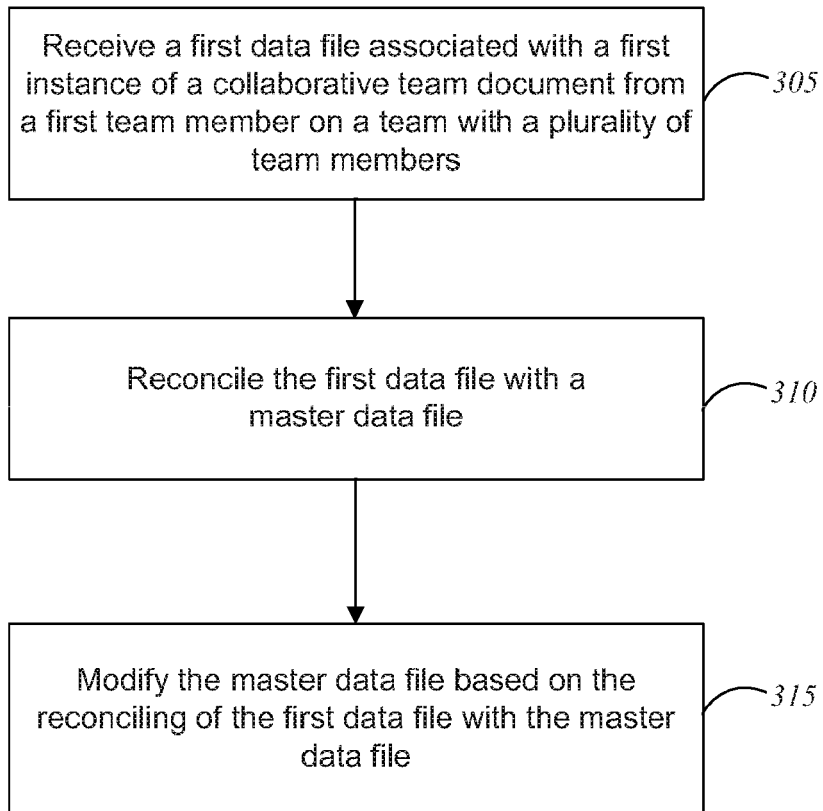 Receive a first data file associated with a first
instance of a collaborative team document from
a first team member on a team with a plurality of
team members
305
Reconcile the first data file with a
master data file
310
Modify the master data file based on the
reconciling of the first data file with the master
data file
315